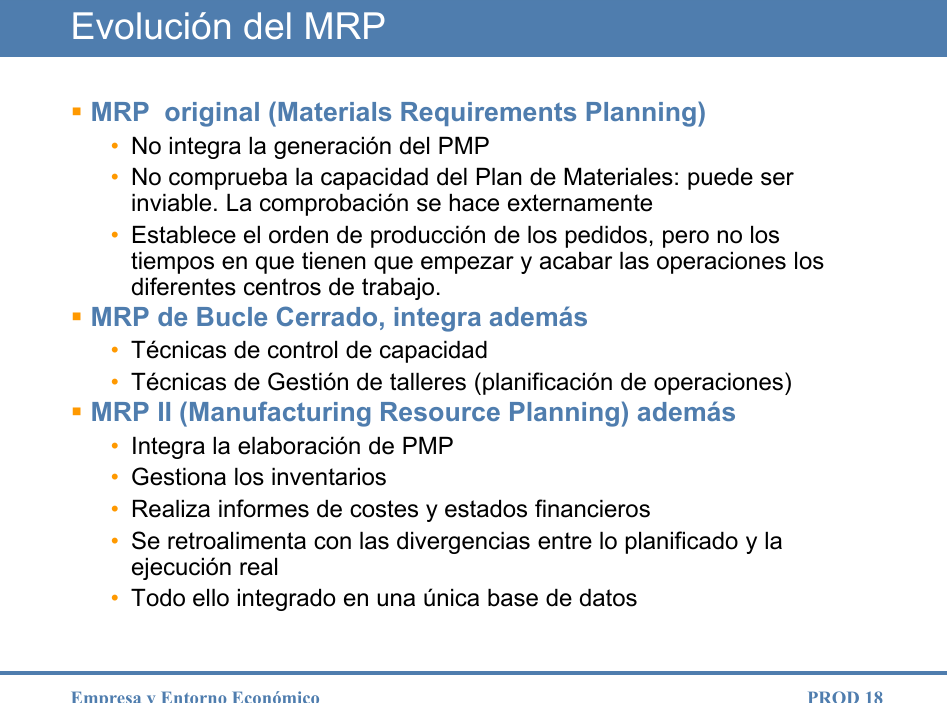 Evolución del MRP
▪ MRP  original (Materials Requirements Planning)
• No integra la generación del PMP
• No comprueba la capacidad del Plan de Materiales: puede ser
inviable. La comprobación se hace externamente
• Establece el orden de producción de los pedidos, pero no los
tiempos en que tienen que empezar y acabar las operaciones los
diferentes centros de trabajo.
▪ MRP de Bucle Cerrado, integra además
• Técnicas de control de capacidad
• Técnicas de Gestión de talleres (planificación de operaciones)
▪ MRP II (Manufacturing Resource Planning) además
• Integra la elaboración de PMP
• Gestiona los inventarios
• Realiza informes de costes y estados financieros
• Se retroalimenta con las divergencias entre lo planificado y la
ejecución real
• Todo ello integrado en una única base de datos
Empresa y Entorno Económico
PROD 18